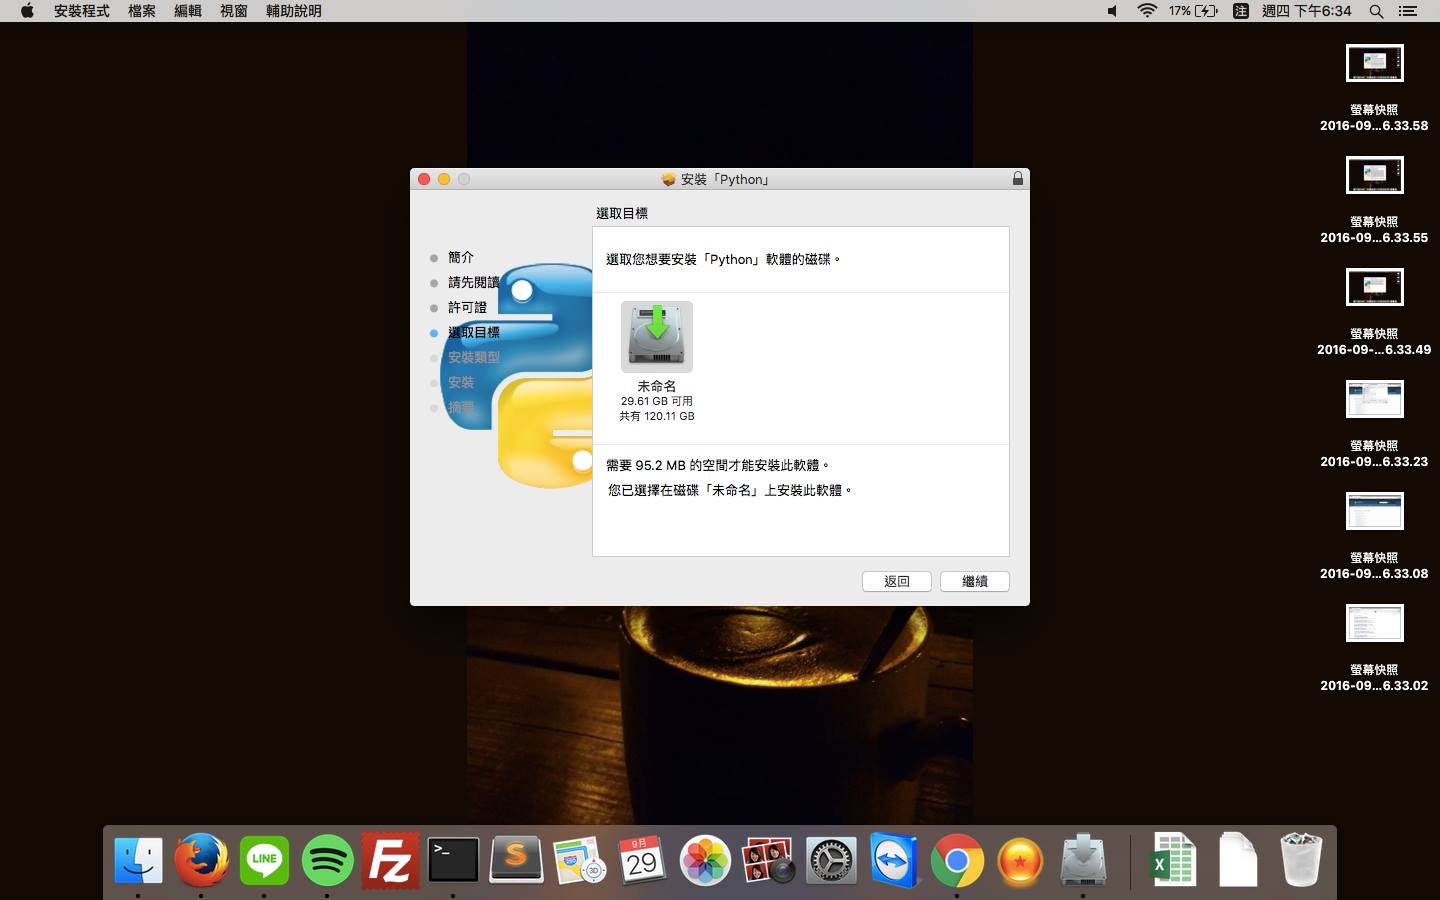 安裝程式 檔案 編輯 視窗 輔助說明 17% 注 週四 下午6:34
安裝「Python」
選取目標
簡介
請先閱讀
許可證
選取目標
安裝類型
安裝
摘要
選取您想要安裝「Python」軟體的磁碟。
未命名
29.61 GB 可用
共有 120.11 GB
需要 95.2 MB 的空間才能安裝此軟體。
您已選擇在磁碟「未命名」上安裝此軟體。
返回 繼續
螢幕快照
2016-09...6.33.58
螢幕快照
2016-09...6.33.55
螢幕快照
2016-09-...6.33.49
螢幕快照
2016-09...6.33.23
螢幕快照
2016-09...6.33.08
螢幕快照
2016-09...6.33.02
LINE
Fz
>_
S
280
3D
9月
29
X